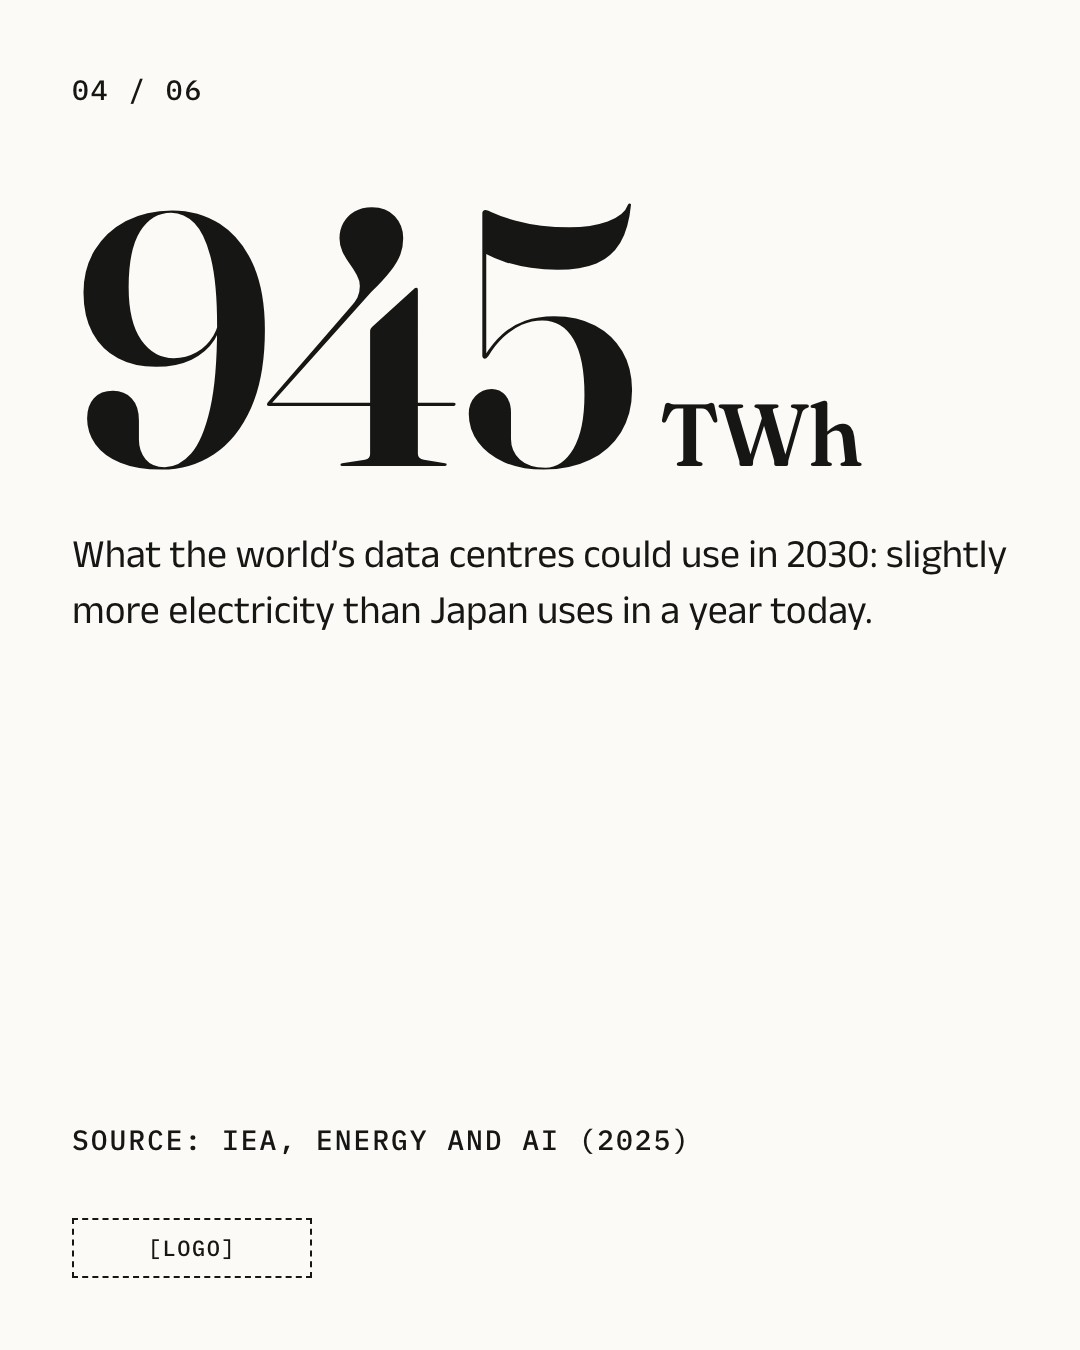 04 / 06
945 TWh
What the world’s data centres could use in 2030: slightly
more electricity than Japan uses in a year today.
SOURCE: IEA, ENERGY AND AI (2025)
[LOGO]